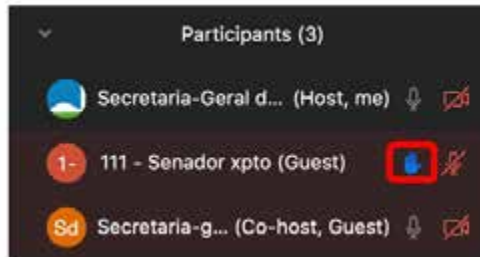 Participants (3)
Secretaria-Geral d... (Host, me)
1- 111 - Senador xpto (Guest)
Sd Secretaria-g... (Co-host, Guest)